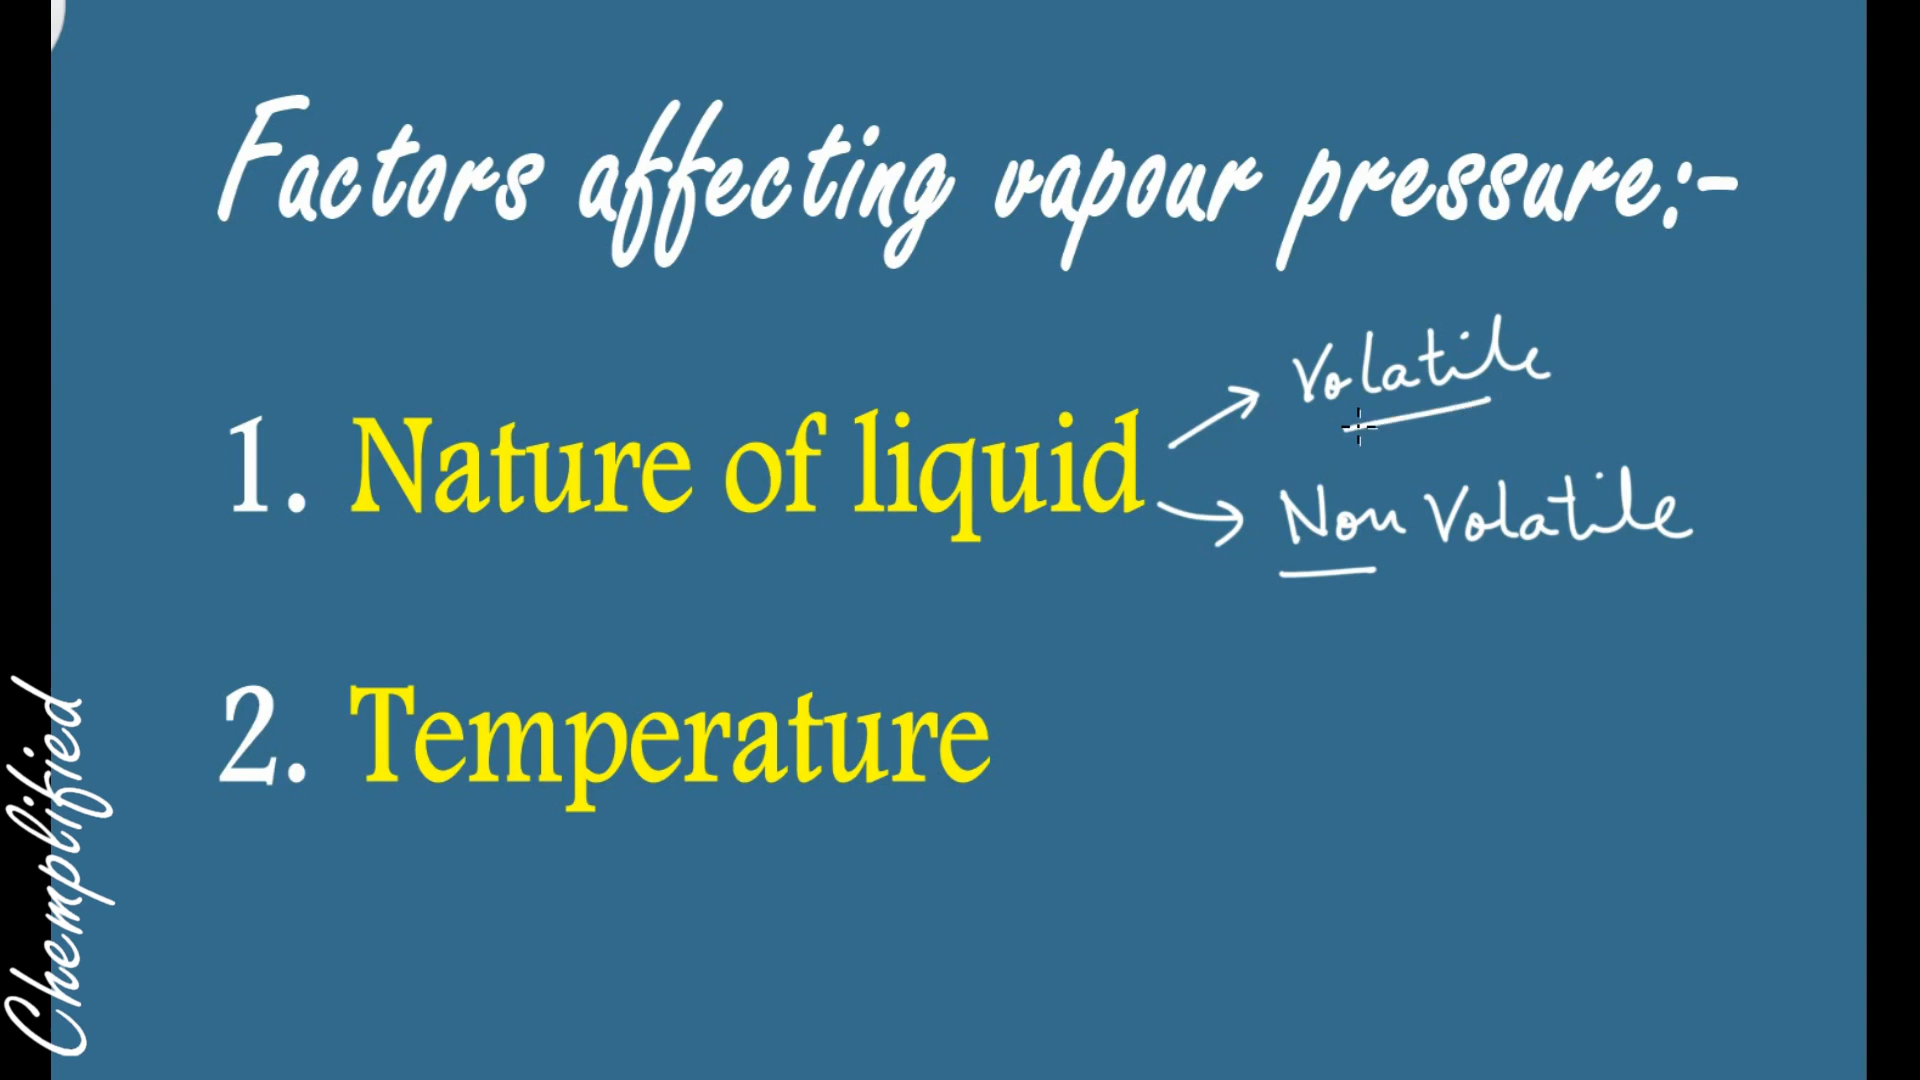 Factors affecting vapour pressure:-
Volatile
1. Nature of liquid
Non Volatile
2. Temperature
Chemplified